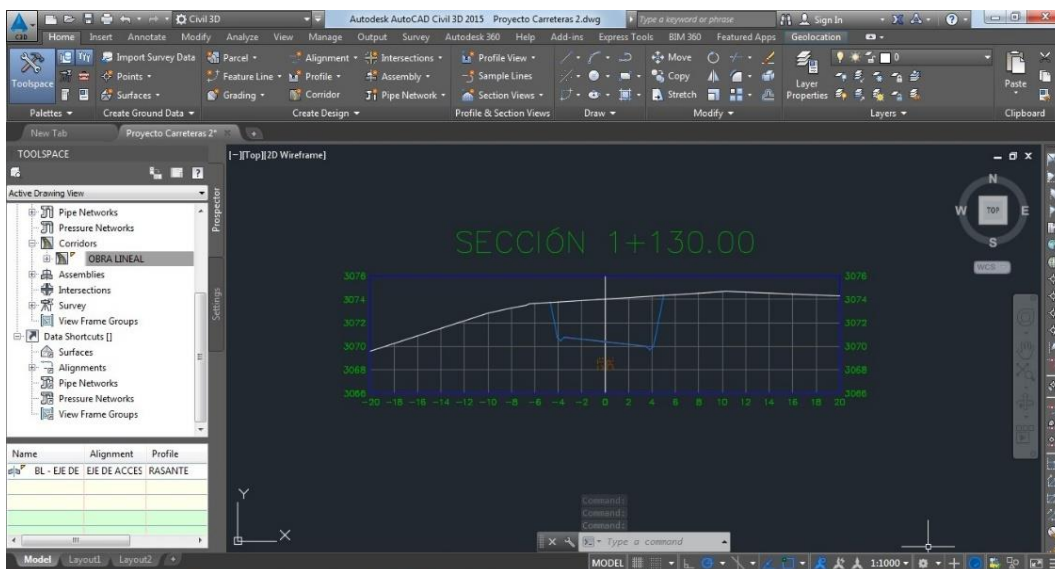 Civil 3D
Autodesk AutoCAD Civil 3D 2015 Proyecto Carreteras 2.dwg
Type a keyword or phrase
Sign In
C3D
Home Insert Annotate Modify Analyze View Manage Output Survey Autodesk 360 Help Add-ins Express Tools BIM 360 Featured Apps Geolocation
Toolspace
Import Survey Data
Points
Surfaces
Parcel
Feature Line
Grading
Alignment
Profile
Corridor
Intersections
Assembly
Pipe Network
Profile View
Sample Lines
Section Views
Move
Copy
Stretch
Layer
Properties
0
Paste
Palettes Create Ground Data Create Design Profile & Section Views Draw Modify Layers Clipboard
New Tab Proyecto Carreteras 2*
TOOLSPACE
Active Drawing View
Pipe Networks
Pressure Networks
Corridors
OBRA LINEAL
Assemblies
Intersections
Survey
View Frame Groups
Data Shortcuts []
Surfaces
Alignments
Pipe Networks
Pressure Networks
View Frame Groups
Prospector
Settings
Name Alignment Profile
BL - EJE DE EJE DE ACCES RASANTE
[−][Top][2D Wireframe]
N
W TOP E
S
WCS
SECCIÓN 1+130.00
3076 3076
3074 3074
3072 3072
3070 3070
3068 3068
3066 3066
-20 -18 -16 -14 -12 -10 -8 -6 -4 -2 0 2 4 6 8 10 12 14 16 18 20
Y
X
Command:
Command:
Command:
Type a command
Model Layout1 Layout2 +
MODEL
1:1000